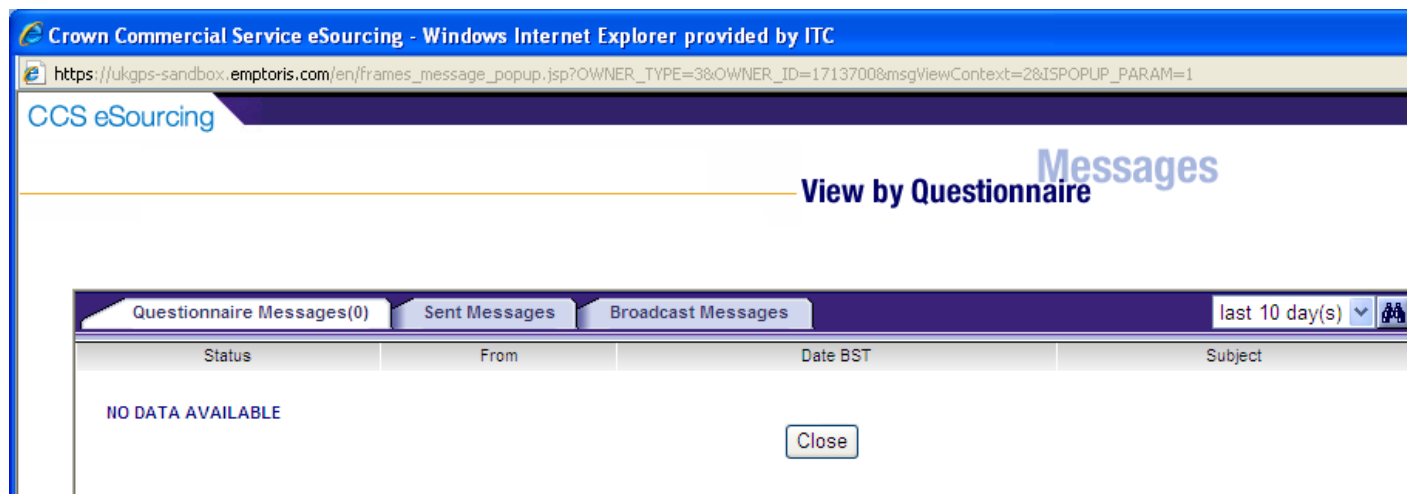 Crown Commercial Service eSourcing - Windows Internet Explorer provided by ITC
https://ukgps-sandbox.emptoris.com/en/frames_message_popup.jsp?OWNER_TYPE=3&OWNER_ID=1713700&msgViewContext=2&ISPOPUP_PARAM=1
CCS eSourcing
Messages
View by Questionnaire
Questionnaire Messages(0) Sent Messages Broadcast Messages last 10 day(s)
Status From Date BST Subject
NO DATA AVAILABLE
Close